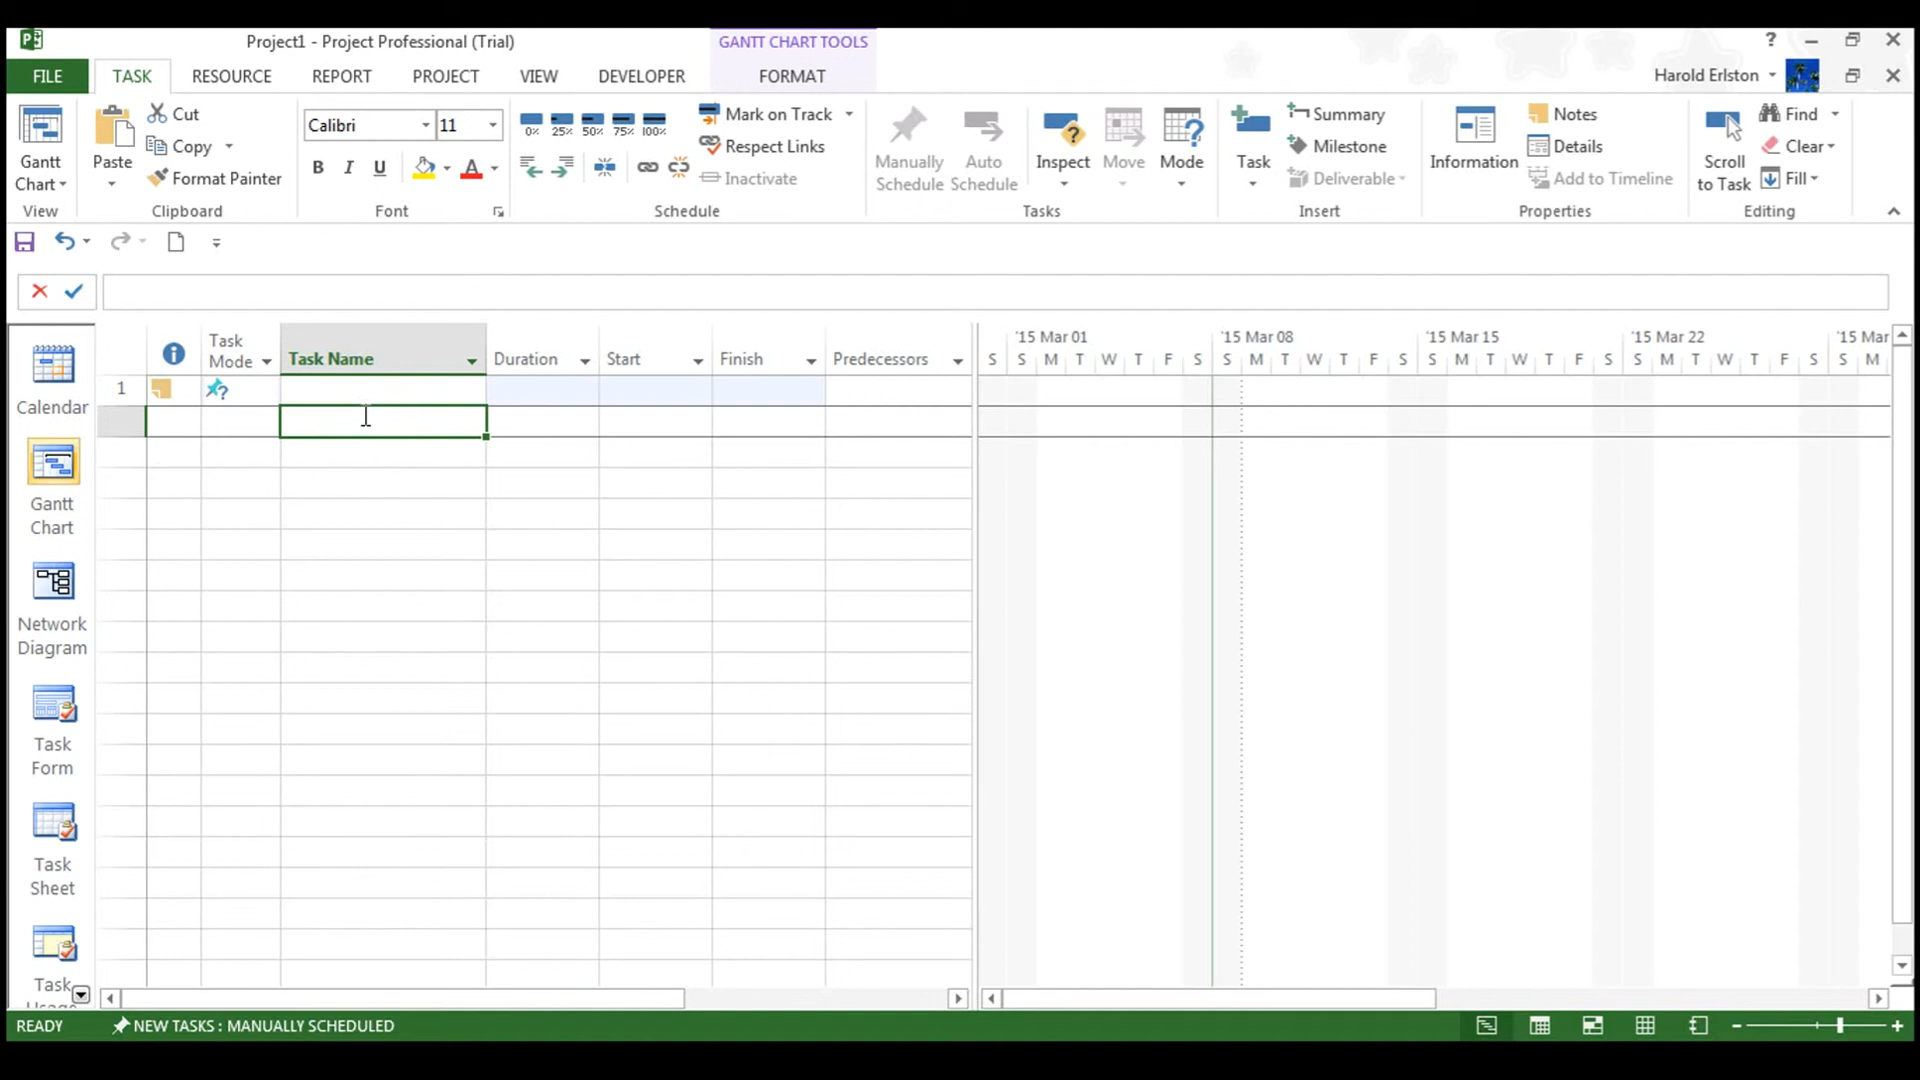 Project1 - Project Professional (Trial)
GANTT CHART TOOLS
?
FILE TASK RESOURCE REPORT PROJECT VIEW DEVELOPER FORMAT
Harold Erlston
Gantt Chart
View
Paste
Cut
Copy
Format Painter
Clipboard
Calibri 11
B I U A
Font
0% 25% 50% 75% 100%
Mark on Track
Respect Links
Inactivate
Schedule
Manually Schedule
Auto Schedule
Inspect
Move
Mode
Tasks
Task
Summary
Milestone
Deliverable
Insert
Information
Notes
Details
Add to Timeline
Properties
Scroll to Task
Find
Clear
Fill
Editing
Task Mode
Task Name
Duration
Start
Finish
Predecessors
'15 Mar 01 '15 Mar 08 '15 Mar 15 '15 Mar 22 '15 Mar
S S M T W T F S S M T W T F S S M T W T F S S M T W T F S S M
1
Calendar
Gantt
Chart
Network
Diagram
Task
Form
Task
Sheet
Task
READY
NEW TASKS : MANUALLY SCHEDULED